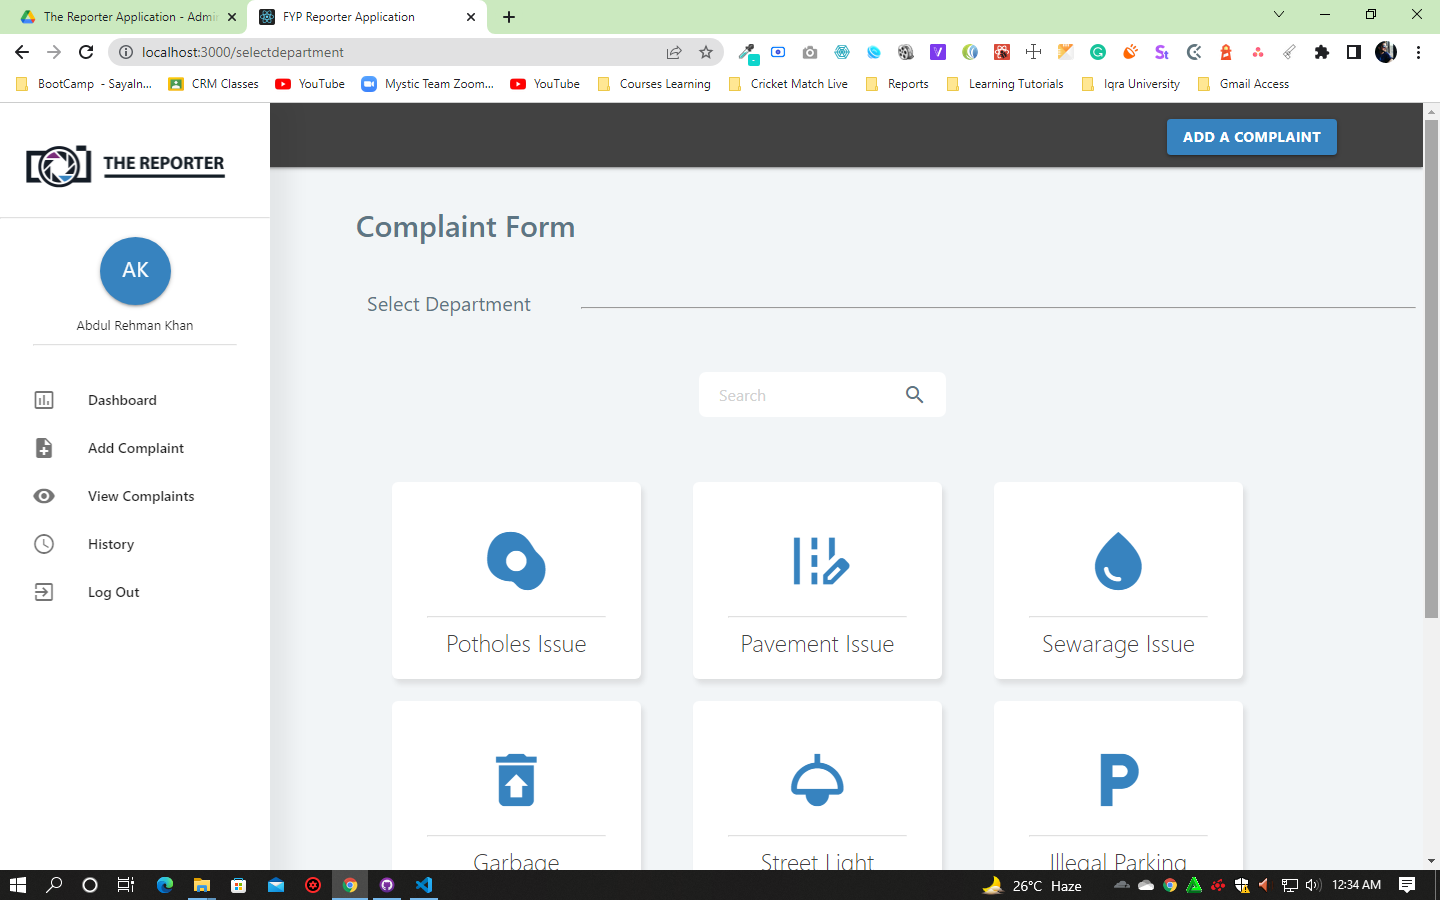 The Reporter Application - Admi
FYP Reporter Application
localhost:3000/selectdepartment
BootCamp - Sayaln...
CRM Classes
YouTube
Mystic Team Zoom...
YouTube
Courses Learning
Cricket Match Live
Reports
Learning Tutorials
Iqra University
Gmail Access
THE REPORTER
ADD A COMPLAINT
AK
Abdul Rehman Khan
Dashboard
Add Complaint
View Complaints
History
Log Out
Complaint Form
Select Department
Search
Potholes Issue
Pavement Issue
Sewarage Issue
Garbage
Street Light
P
Illegal Parking
26°C Haze
12:34 AM